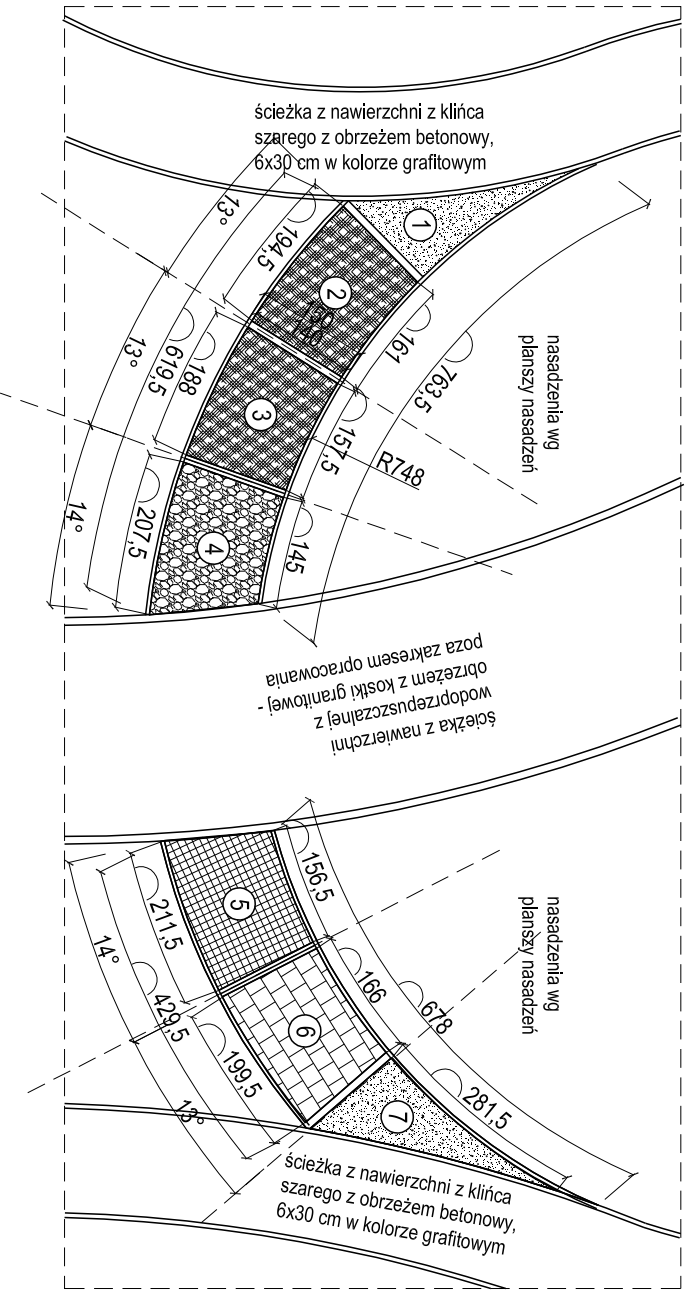 ścieżka z nawierzchni z klińca
szarego z obrzeżem betonowy,
6x30 cm w kolorze grafitowym
13°
194,5
1
2
150
140
161
763,5
nasadzenia wg
planszy nasadzeń
13°
619,5
188
3
157,5
R748
14°
207,5
4
145
ścieżka z nawierzchni
wodoprzepuszczalnej z
obrzeżem z kostki granitowej -
poza zakresem opracowania
156,5
5
211,5
14°
429,5
166
678
nasadzenia wg
planszy nasadzeń
6
199,5
13°
281,5
7
ścieżka z nawierzchni z klińca
szarego z obrzeżem betonowy,
6x30 cm w kolorze grafitowym